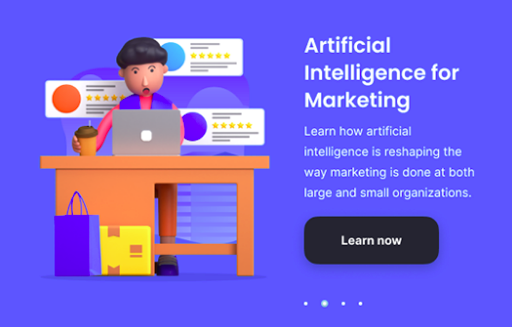 Artificial
Intelligence for
Marketing
Learn how artificial
intelligence is reshaping the
way marketing is done at both
large and small organizations.
Learn now